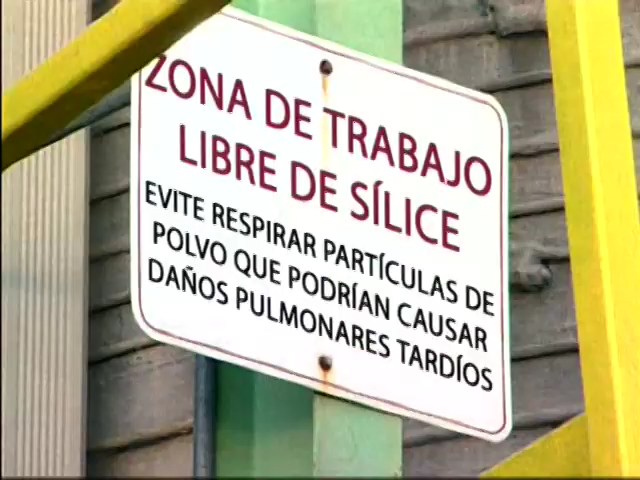 ZONA DE TRABAJO
LIBRE DE SÍLICE
EVITE RESPIRAR PARTÍCULAS DE
POLVO QUE PODRÍAN CAUSAR
DAÑOS PULMONARES TARDÍOS